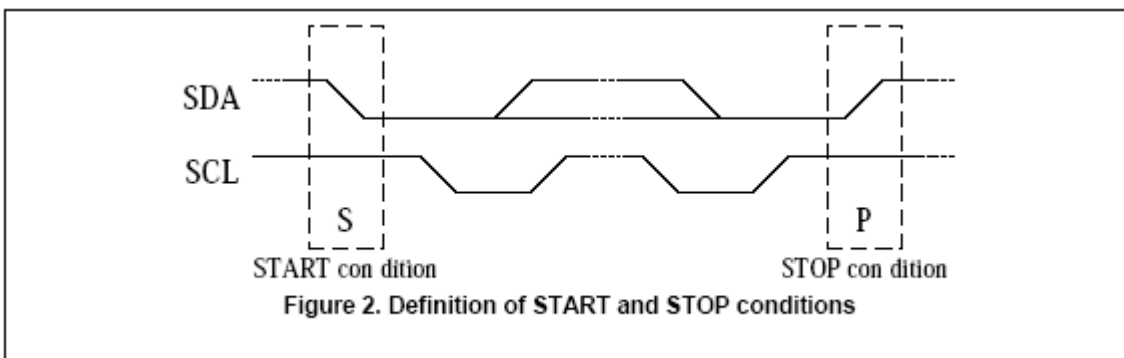 SDA
SCL
S
P
START con dition
STOP con dition
Figure 2. Definition of START and STOP conditions